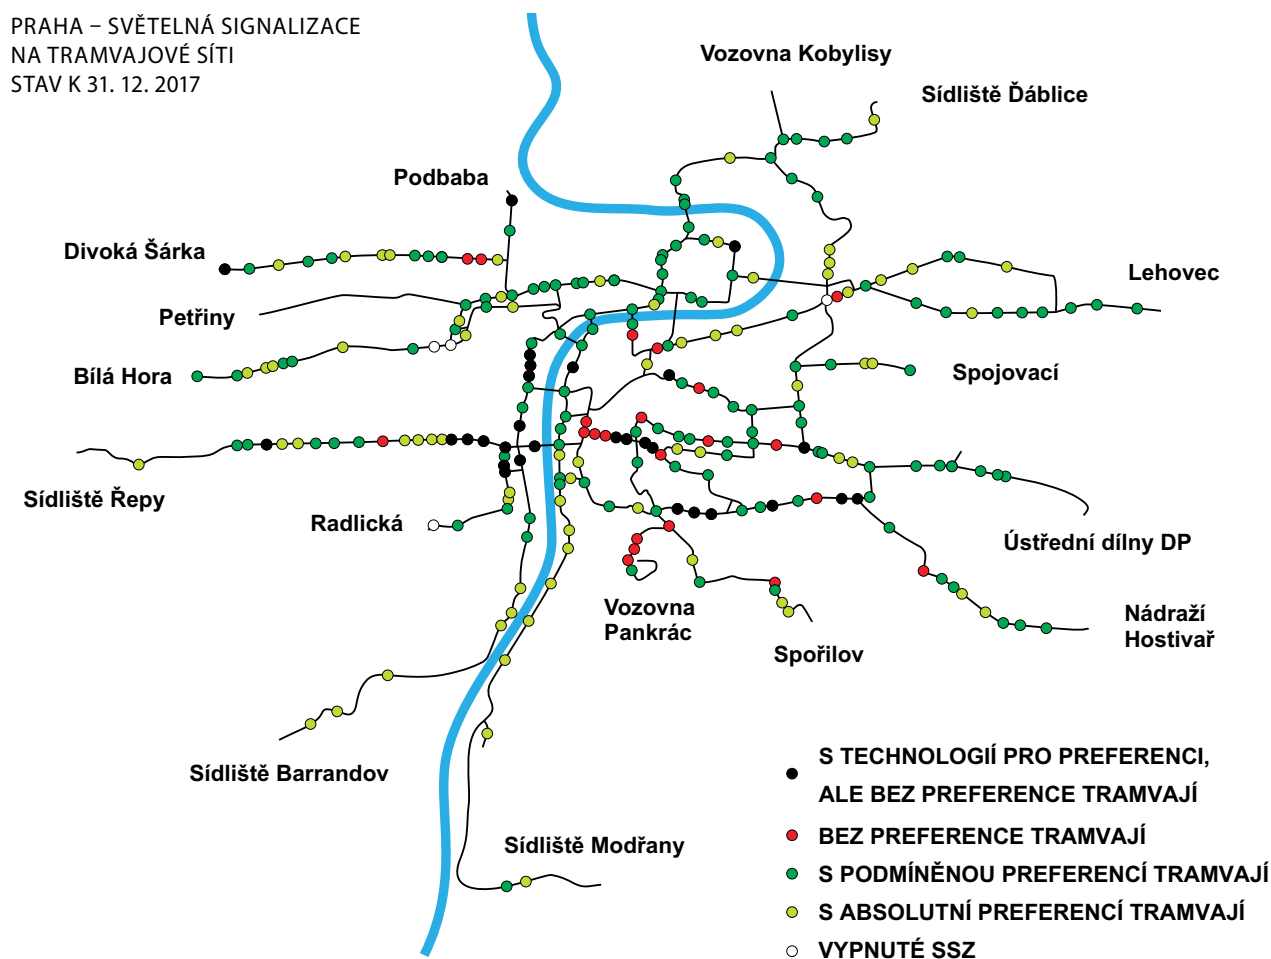 PRAHA – SVĚTELNÁ SIGNALIZACE
NA TRAMVAJOVÉ SÍTI
STAV K 31. 12. 2017
Vozovna Kobylisy
Sídliště Ďáblice
Podbaba
Divoká Šárka
Lehovec
Petřiny
Bílá Hora
Spojovací
Sídliště Řepy
Radlická
Ústřední dílny DP
Vozovna
Pankrác
Nádraží
Hostivař
Spořilov
Sídliště Barrandov
Sídliště Modřany
S TECHNOLOGIÍ PRO PREFERENCI,
ALE BEZ PREFERENCE TRAMVAJÍ
BEZ PREFERENCE TRAMVAJÍ
S PODMÍNĚNOU PREFERENCÍ TRAMVAJÍ
S ABSOLUTNÍ PREFERENCÍ TRAMVAJÍ
VYPNUTÉ SSZ